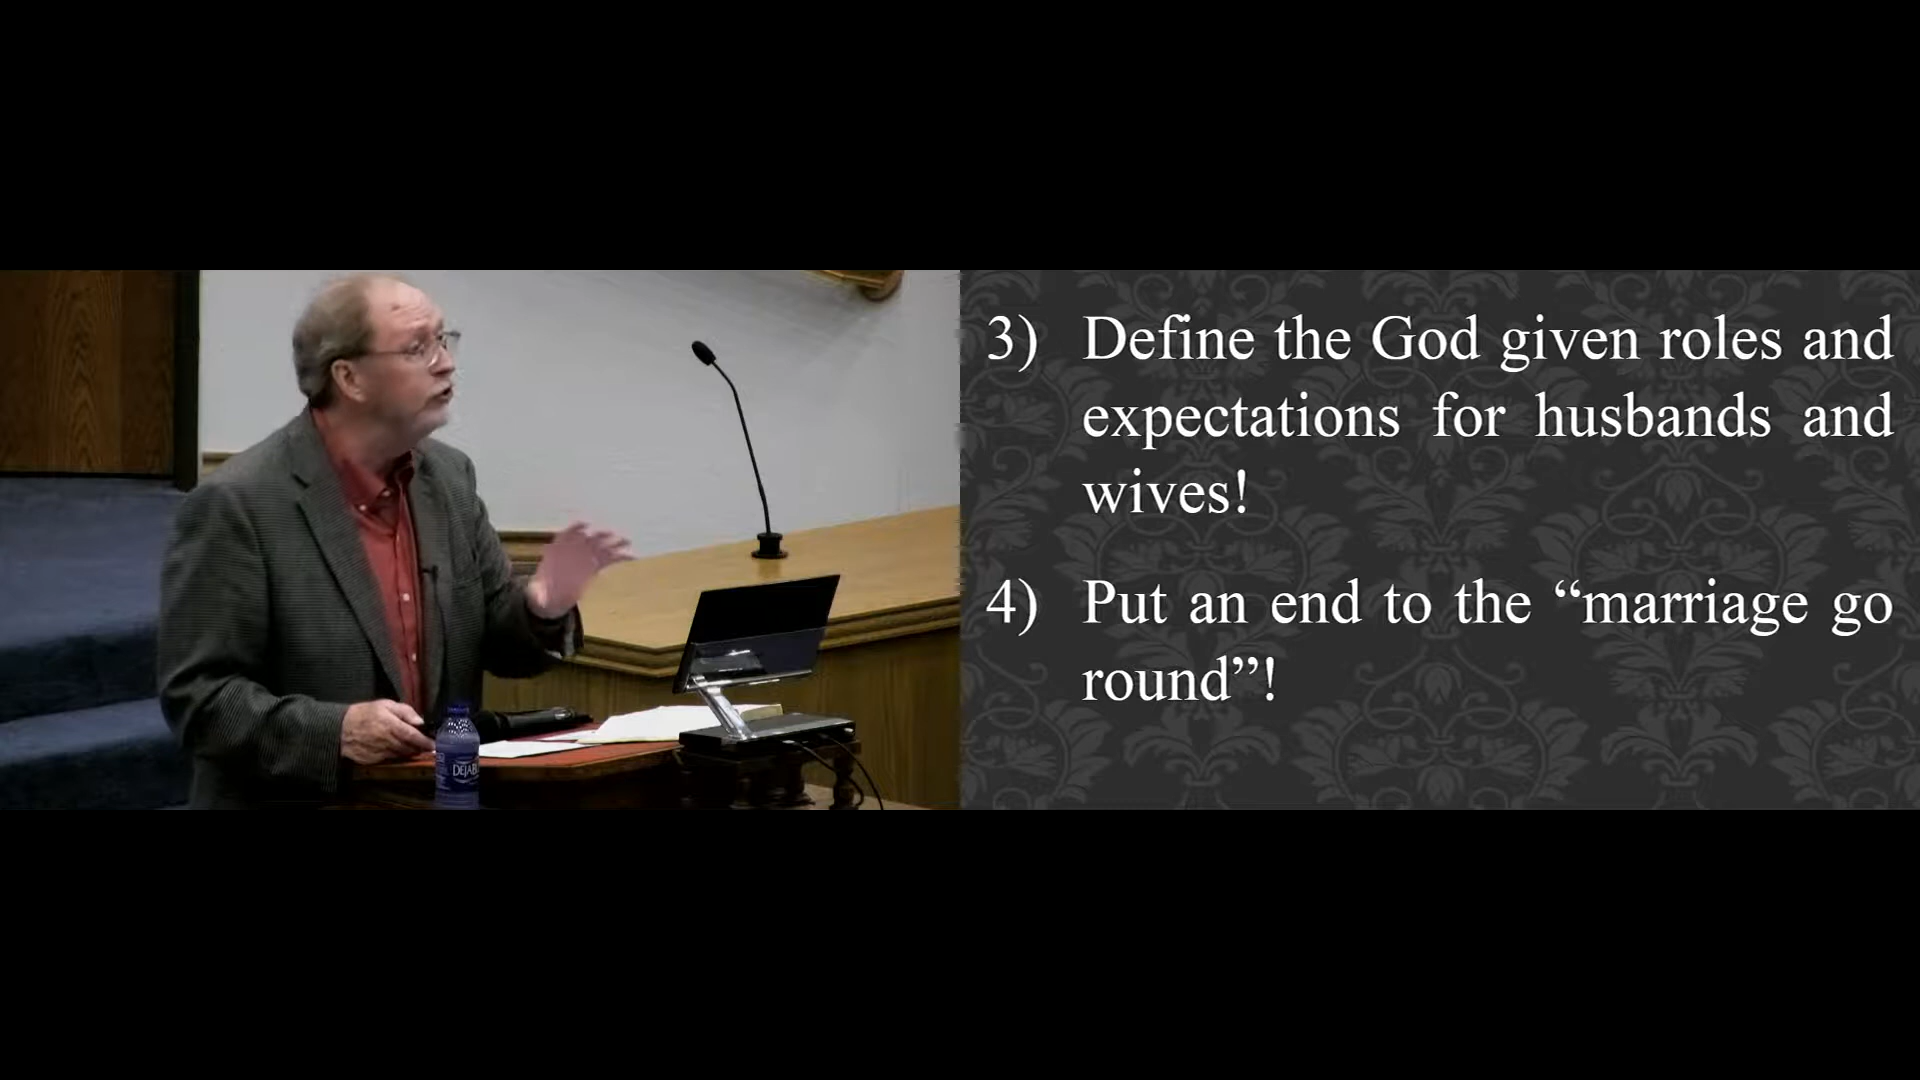 3) Define the God given roles and
expectations for husbands and
wives!
4) Put an end to the “marriage go
round”!